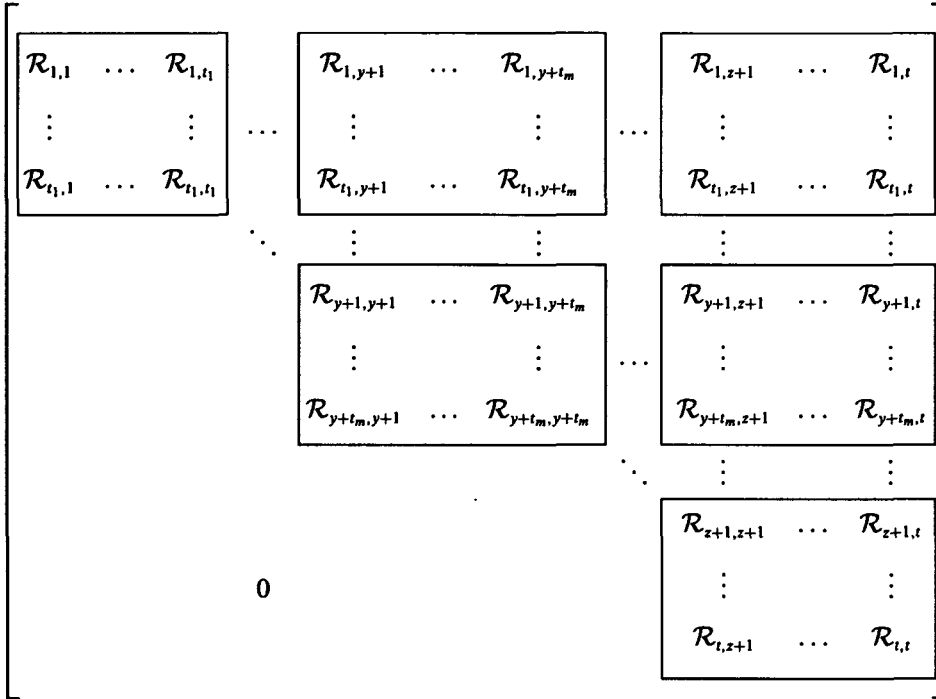 ℛ_{1,1} … ℛ_{1,t_1} ℛ_{1,y+1} … ℛ_{1,y+t_m} ℛ_{1,z+1} … ℛ_{1,t}
⋮ ⋮ … ⋮ ⋮ … ⋮ ⋮
ℛ_{t_1,1} … ℛ_{t_1,t_1} ℛ_{t_1,y+1} … ℛ_{t_1,y+t_m} ℛ_{t_1,z+1} … ℛ_{t_1,t}
⋱ ⋮ ⋮ ⋮ ⋮
ℛ_{y+1,y+1} … ℛ_{y+1,y+t_m} ℛ_{y+1,z+1} … ℛ_{y+1,t}
⋮ ⋮ … ⋮ ⋮
ℛ_{y+t_m,y+1} … ℛ_{y+t_m,y+t_m} ℛ_{y+t_m,z+1} … ℛ_{y+t_m,t}
⋱ ⋮ ⋮
ℛ_{z+1,z+1} … ℛ_{z+1,t}
0 ⋮ ⋮
ℛ_{t,z+1} … ℛ_{t,t}